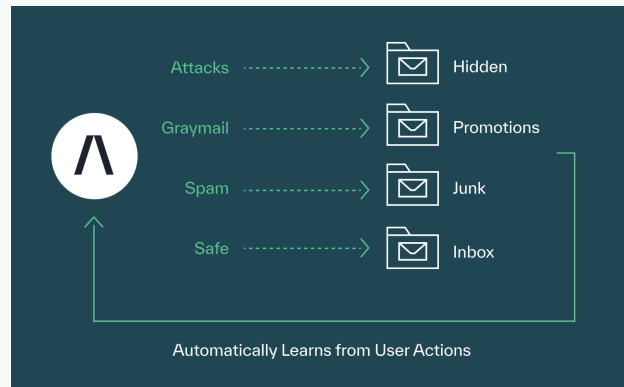 Attacks Hidden
Graymail Promotions
Spam Junk
Safe Inbox
Automatically Learns from User Actions